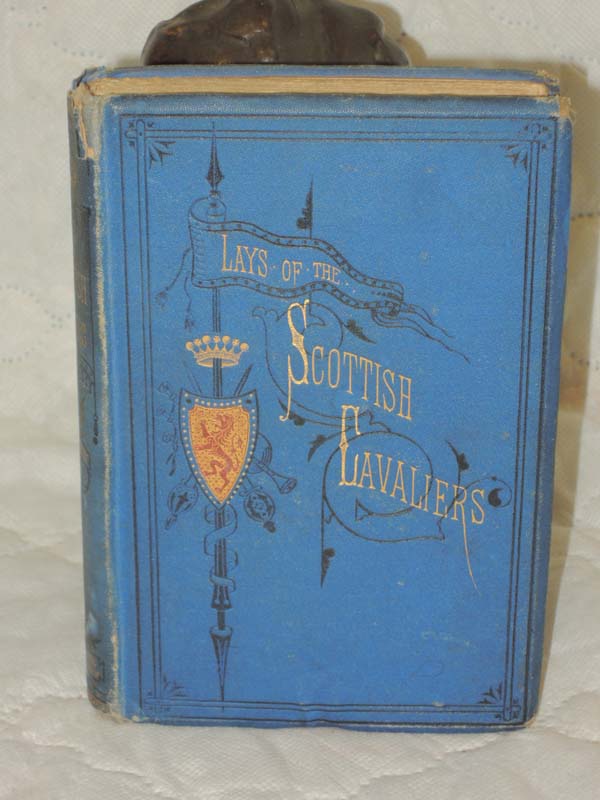 LAYS · OF · THE . . .
SCOTTISH
CAVALIERS